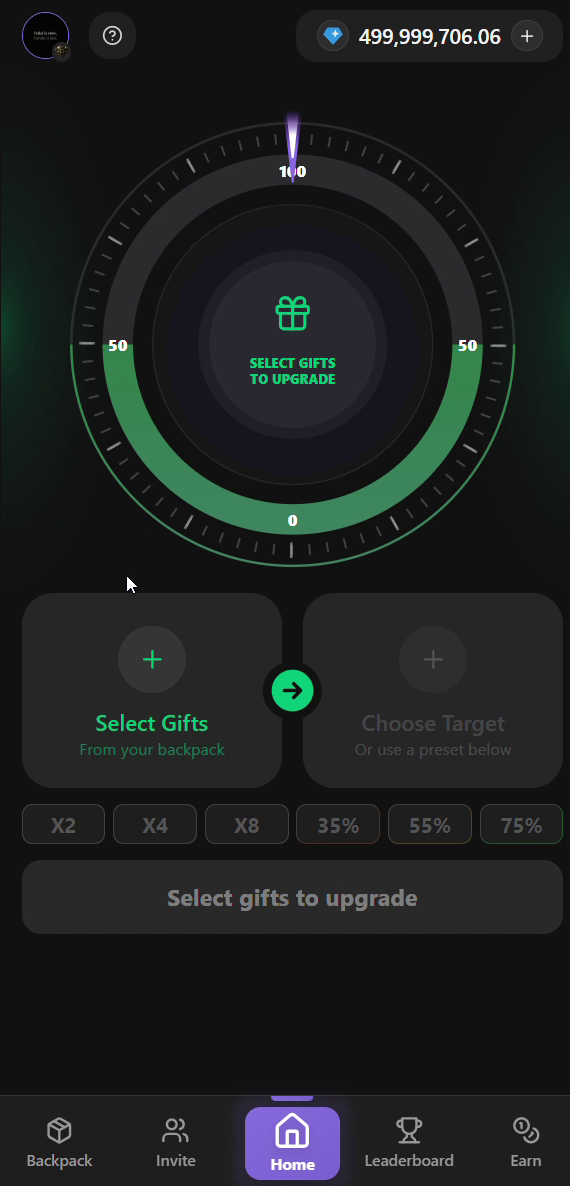 499,999,706.06
100
50
50
SELECT GIFTS
TO UPGRADE
0
Select Gifts
From your backpack
Choose Target
Or use a preset below
X2
X4
X8
35%
55%
75%
Select gifts to upgrade
Backpack
Invite
Home
Leaderboard
Earn